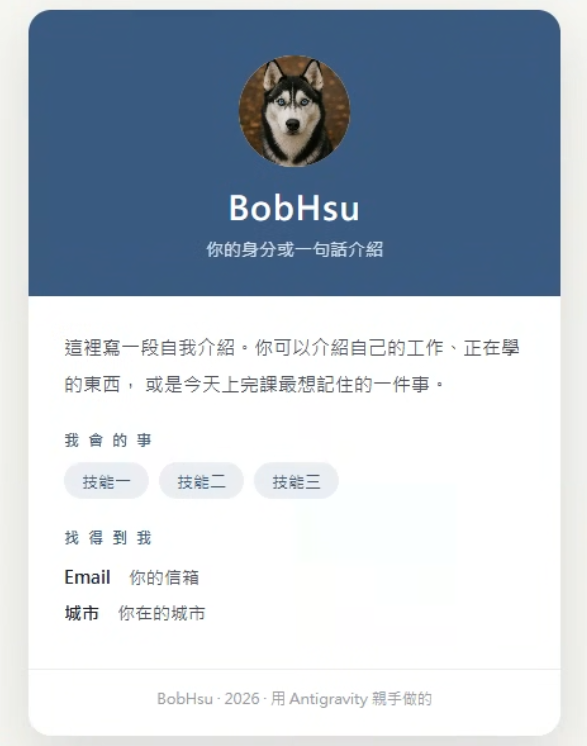 BobHsu
你的身分或一句話介紹
這裡寫一段自我介紹。你可以介紹自己的工作、正在學
的東西， 或是今天上完課最想記住的一件事。
我會的事
技能一 技能二 技能三
找得到我
Email 你的信箱
城市 你在的城市
BobHsu · 2026 · 用 Antigravity 親手做的